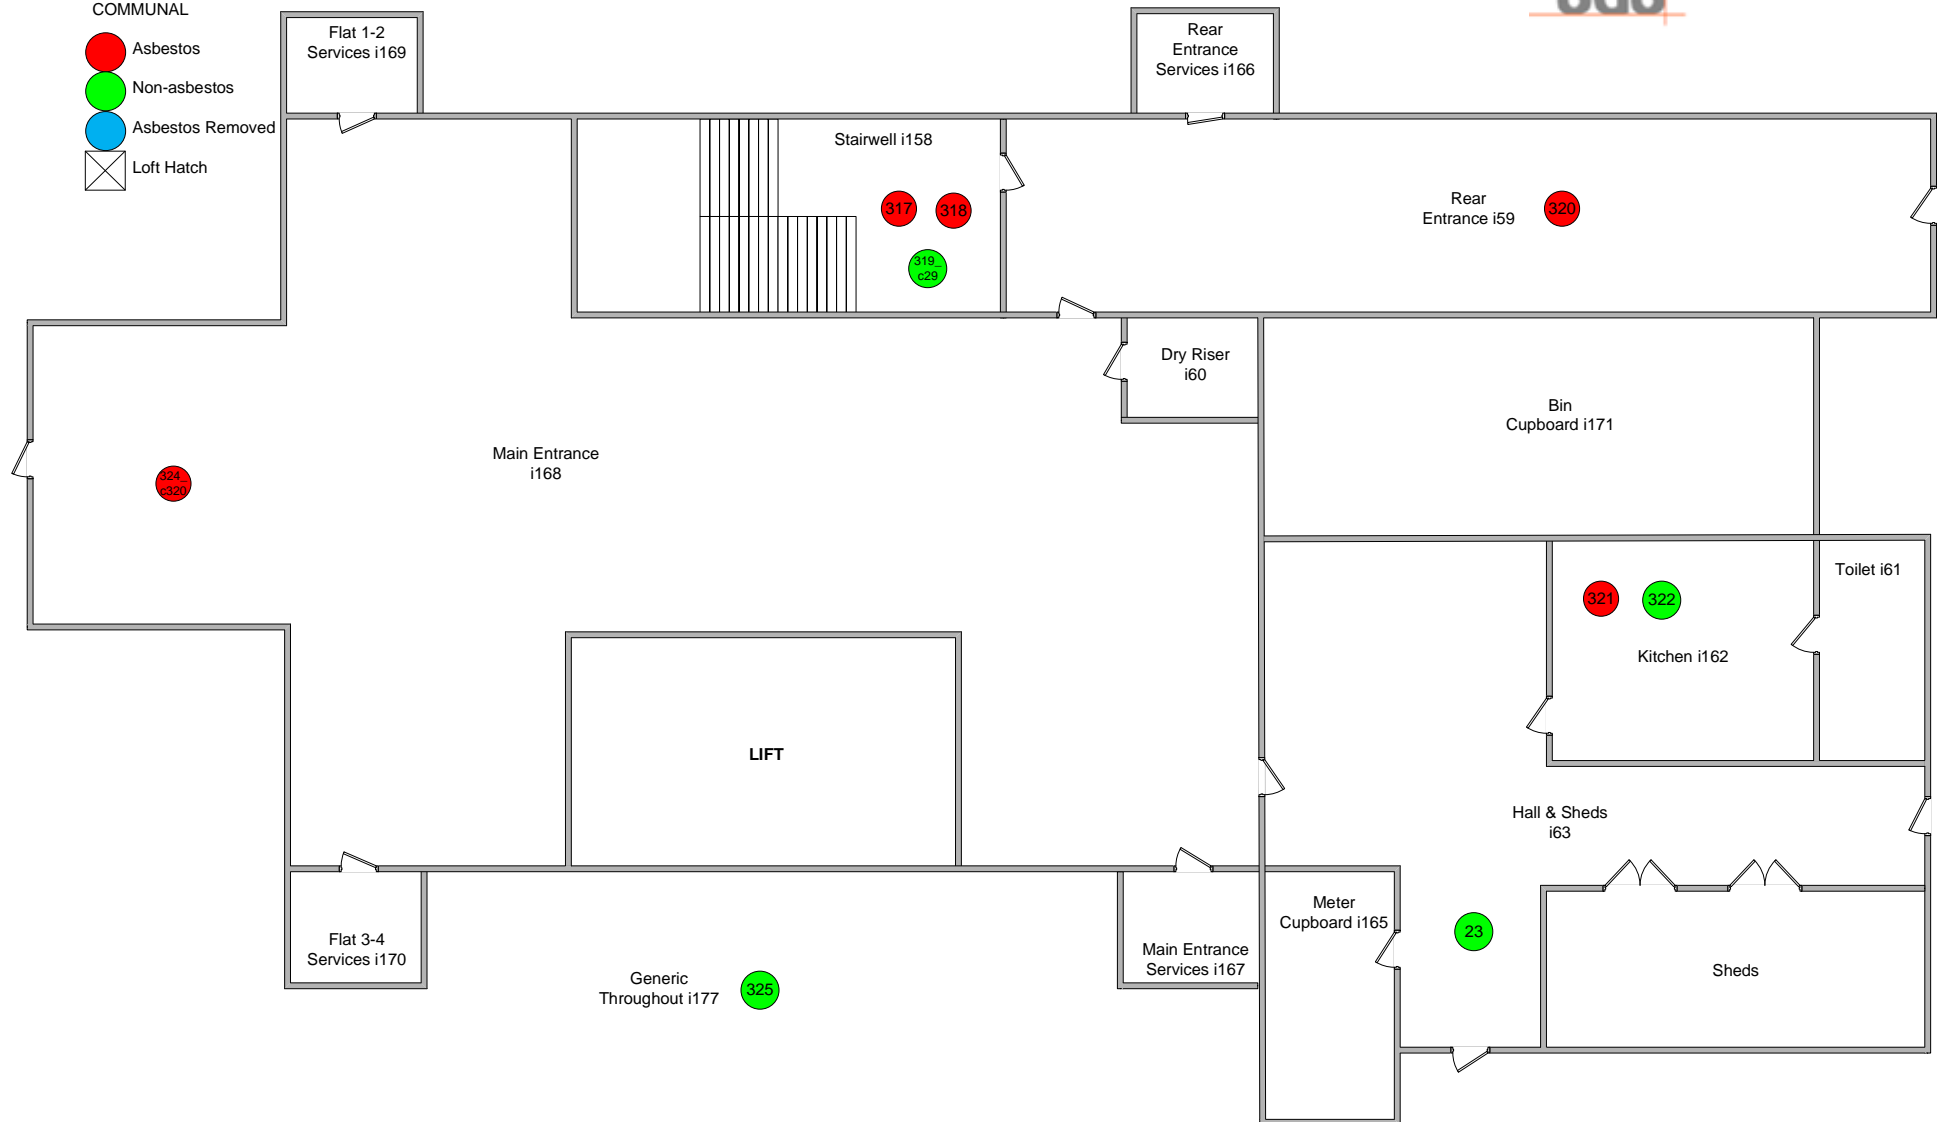 COMMUNAL
Asbestos
Non-asbestos
Asbestos Removed
Loft Hatch
Flat 1-2
Services i169
Rear
Entrance
Services i166
Stairwell i158
317
318
319_
c29
Rear
Entrance i59
320
Dry Riser
i60
Bin
Cupboard i171
Main Entrance
i168
324_
c320
Toilet i61
321
322
Kitchen i162
LIFT
Hall & Sheds
i63
Meter
Cupboard i165
23
Flat 3-4
Services i170
Main Entrance
Services i167
Generic
Throughout i177
325
Sheds